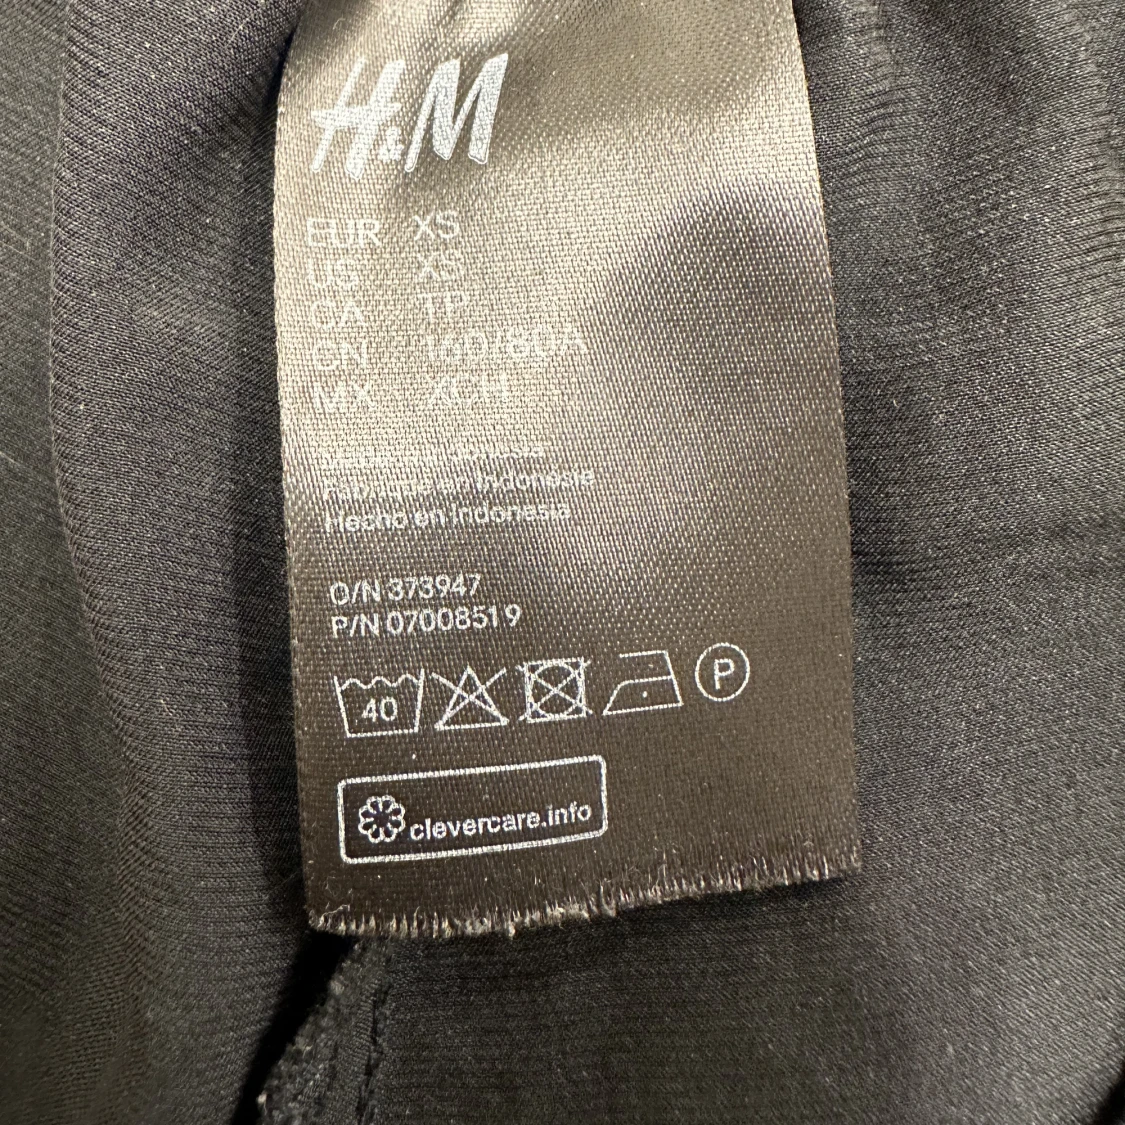 H&M
EUR XS
US XS
CA TP
CN 160/80A
MX XCH
Fabriqué en Indonésie
Hecho en Indonesia
O/N 373947
P/N 07008519
40
P
clevercare.info